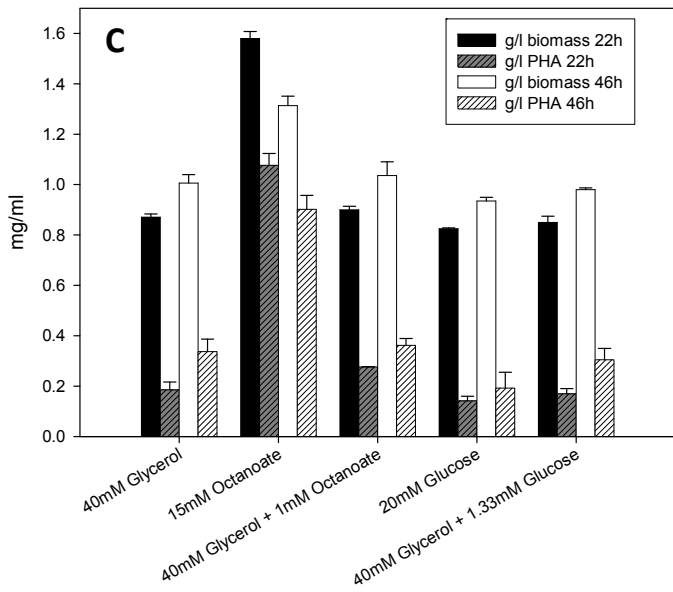 C
g/l biomass 22h
g/l PHA 22h
g/l biomass 46h
g/l PHA 46h
mg/ml
1.6
1.4
1.2
1.0
0.8
0.6
0.4
0.2
0.0
40mM Glycerol
15mM Octanoate
40mM Glycerol + 1mM Octanoate
20mM Glucose
40mM Glycerol + 1.33mM Glucose